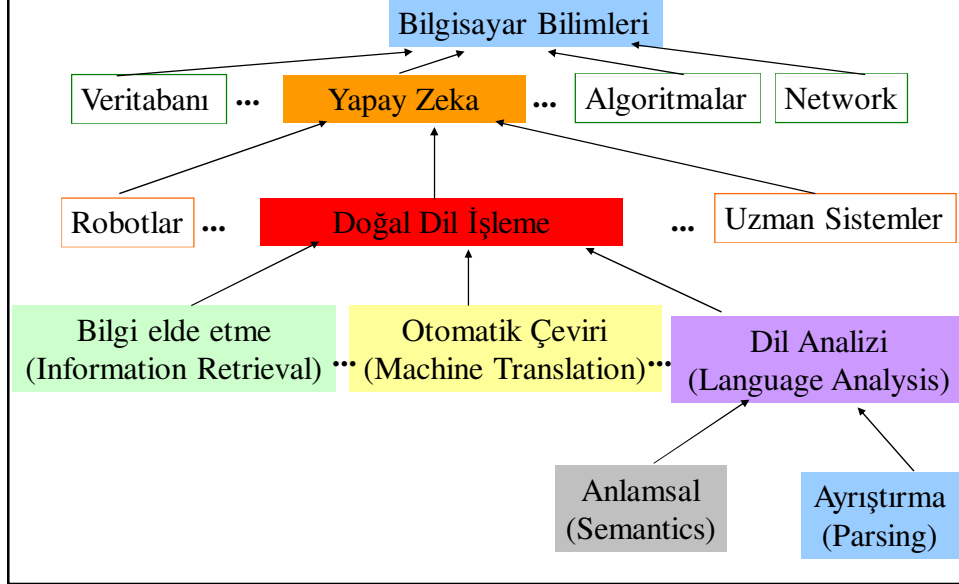 Bilgisayar Bilimleri
Veritabanı ... Yapay Zeka ... Algoritmalar Network
Robotlar ... Doğal Dil İşleme ... Uzman Sistemler
Bilgi elde etme
(Information Retrieval)
...
Otomatik Çeviri
(Machine Translation)
...
Dil Analizi
(Language Analysis)
Anlamsal
(Semantics)
Ayrıştırma
(Parsing)